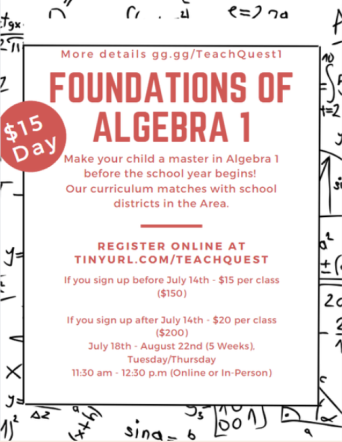 More details gg.gg/TeachQuest1
FOUNDATIONS OF
ALGEBRA 1
$15
Day
Make your child a master in Algebra 1
before the school year begins!
Our curriculum matches with school
districts in the Area.
REGISTER ONLINE AT
TINYURL.COM/TEACHQUEST
If you sign up before July 14th - $15 per class
($150)
If you sign up after July 14th - $20 per class
($200)
July 18th - August 22nd (5 Weeks),
Tuesday/Thursday
11:30 am - 12:30 p.m (Online or In-Person)